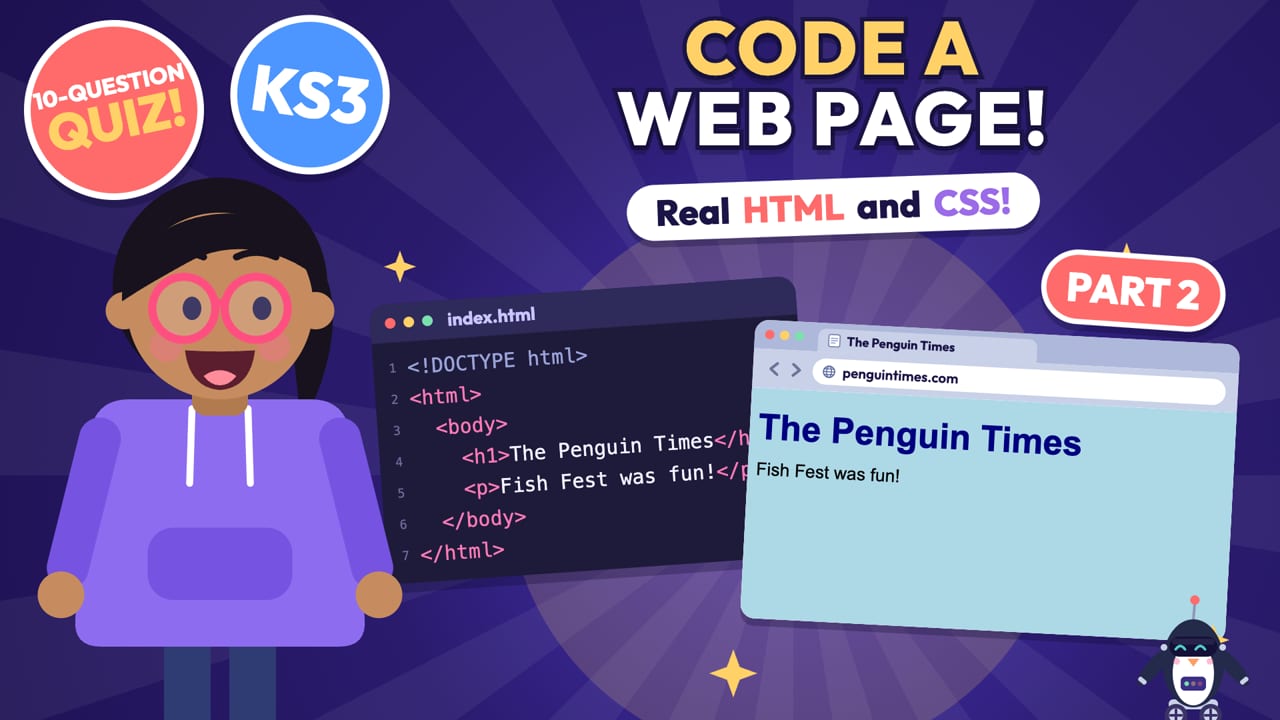 10-QUESTION
QUIZ!
KS3
CODE A
WEB PAGE!
Real HTML and CSS!
PART 2
index.html
1 <!DOCTYPE html>
2 <html>
3 <body>
4 <h1>The Penguin Times</h
5 <p>Fish Fest was fun!</p
6 </body>
7 </html>
The Penguin Times
penguintimes.com
The Penguin Times
Fish Fest was fun!